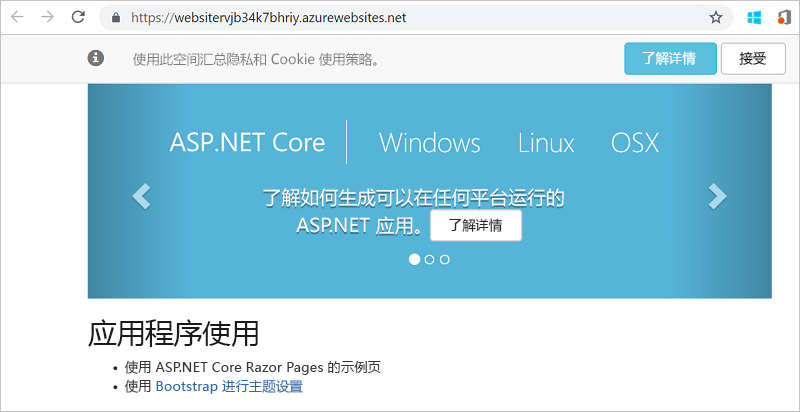 https://websitervjb34k7bhriy.azurewebsites.net
使用此空间汇总隐私和 Cookie 使用策略。 了解详情 接受
ASP.NET Core Windows Linux OSX
了解如何生成可以在任何平台运行的
ASP.NET 应用。 了解详情
应用程序使用
• 使用 ASP.NET Core Razor Pages 的示例页
• 使用 Bootstrap 进行主题设置